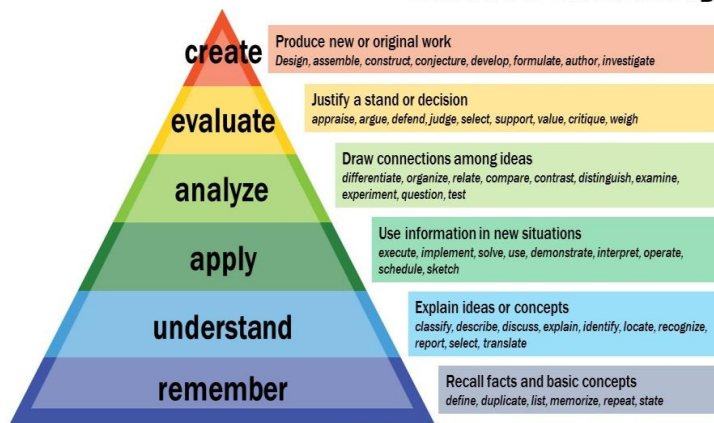 create
Produce new or original work
Design, assemble, construct, conjecture, develop, formulate, author, investigate
evaluate
Justify a stand or decision
appraise, argue, defend, judge, select, support, value, critique, weigh
analyze
Draw connections among ideas
differentiate, organize, relate, compare, contrast, distinguish, examine,
experiment, question, test
apply
Use information in new situations
execute, implement, solve, use, demonstrate, interpret, operate,
schedule, sketch
understand
Explain ideas or concepts
classify, describe, discuss, explain, identify, locate, recognize,
report, select, translate
remember
Recall facts and basic concepts
define, duplicate, list, memorize, repeat, state